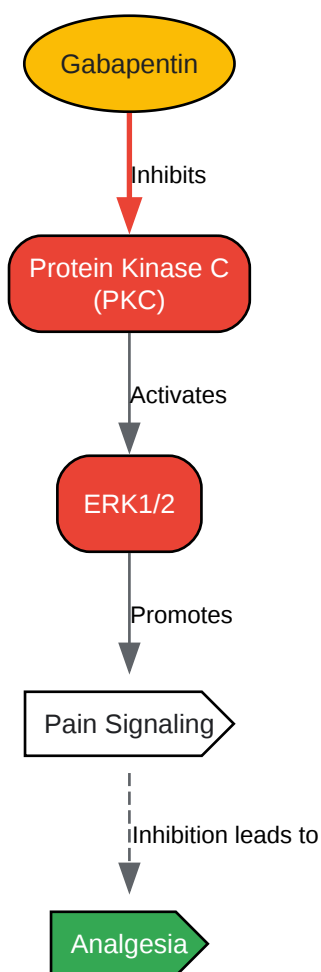 Gabapentin
Inhibits
Protein Kinase C
(PKC)
Activates
ERK1/2
Promotes
Pain Signaling
Inhibition leads to
Analgesia